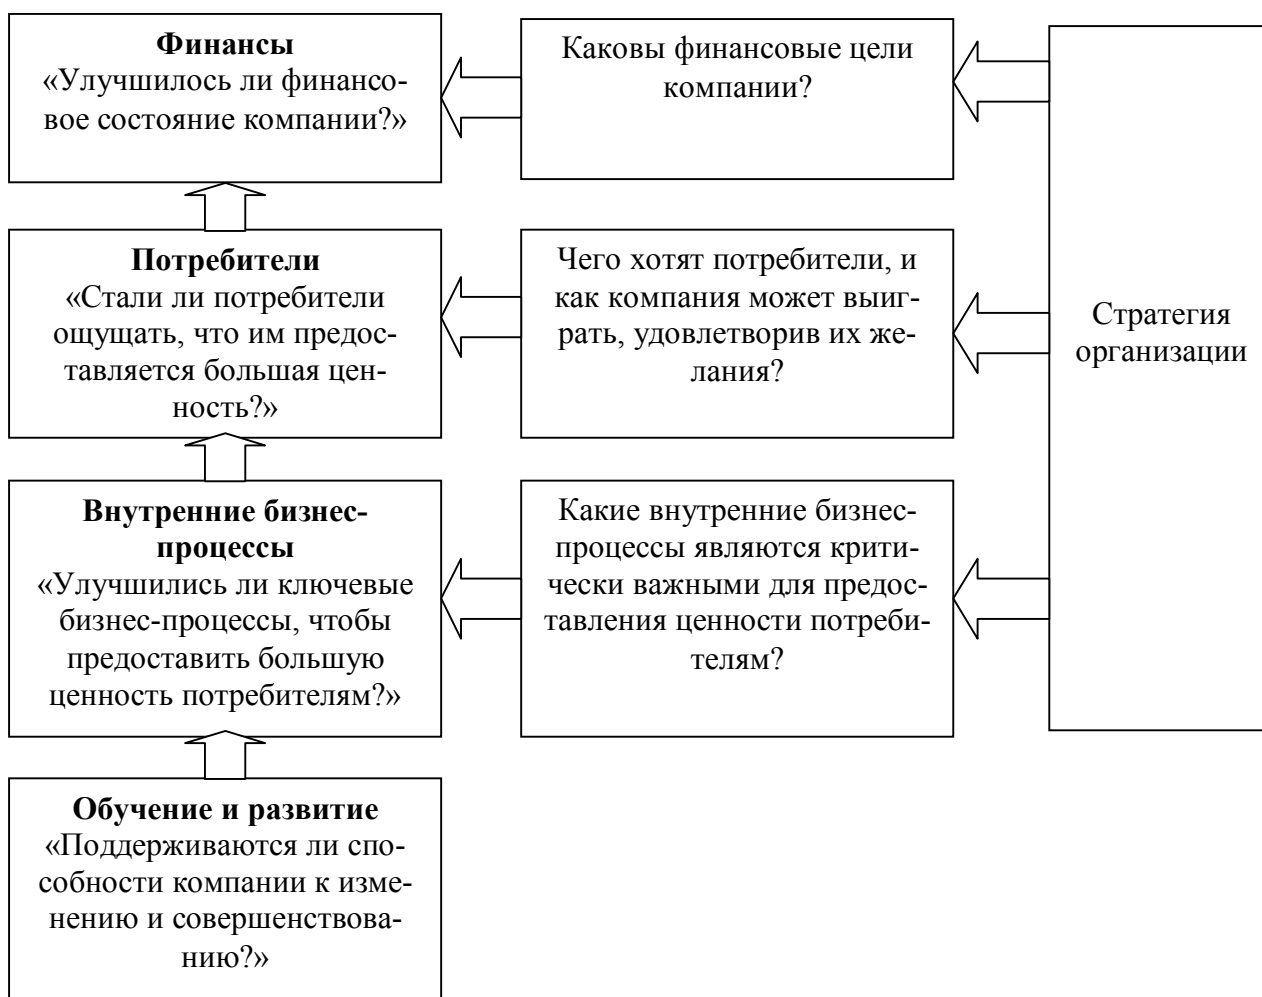 Финансы
«Улучшилось ли финансо-
вое состояние компании?»
Каковы финансовые цели
компании?
Потребители
«Стали ли потребители
ощущать, что им предос-
тавляется большая цен-
ность?»
Чего хотят потребители, и
как компания может выиг-
рать, удовлетворив их же-
лания?
Стратегия
организации
Внутренние бизнес-
процессы
«Улучшились ли ключевые
бизнес-процессы, чтобы
предоставить большую
ценность потребителям?»
Какие внутренние бизнес-
процессы являются крити-
чески важными для предос-
тавления ценности потреби-
телям?
Обучение и развитие
«Поддерживаются ли спо-
собности компании к изме-
нению и совершенствова-
нию?»